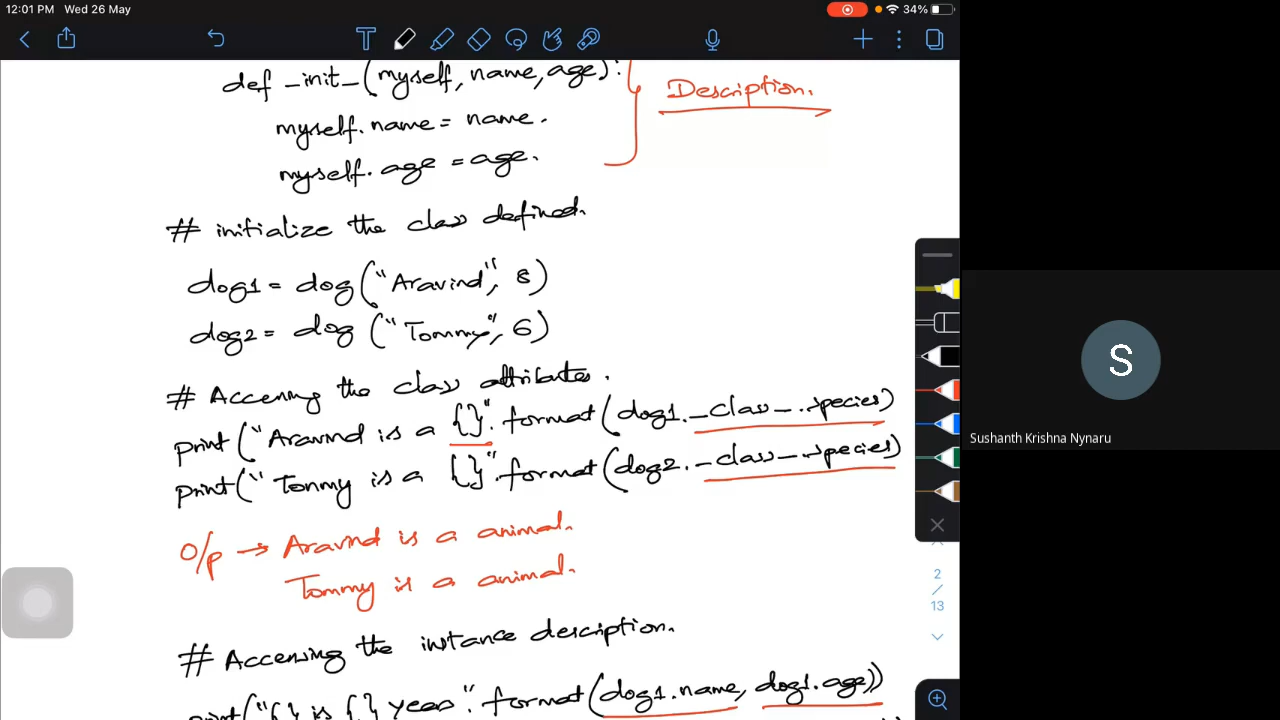 12:01 PM Wed 26 May
34%
def _init_(myself, name, age):
Description.
myself.name = name.
myself.age = age.
# initialize the class defined.
dog1 = dog("Aravind", 8)
dog2 = dog ("Tommy", 6)
# Accessing the class attributes.
print("Aravind is a {}".format(dog1._class_.species)
print("Tommy is a {}".format(dog2._class_.species)
O/p → Aravind is a animal.
Tommy is a animal.
# Accessing the instance description.
print("{} is {} years".format(dog1.name, dog1.age))
2
/
13
S
Sushanth Krishna Nynaru